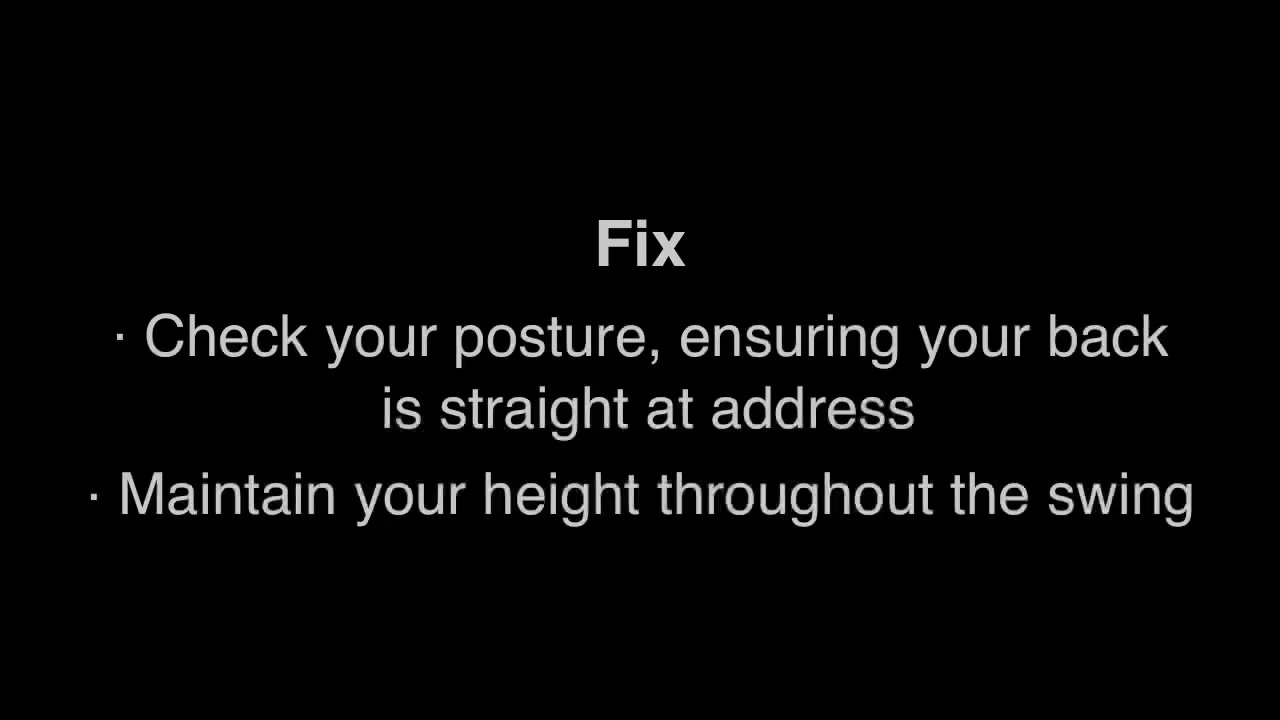 Fix
· Check your posture, ensuring your back
is straight at address
· Maintain your height throughout the swing